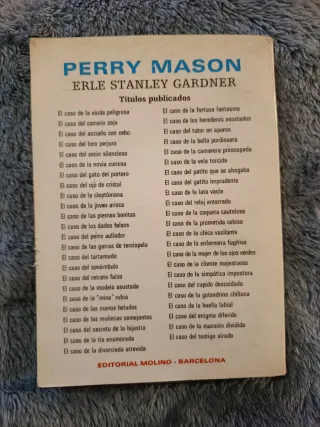 PERRY MASON
ERLE STANLEY GARDNER
Títulos publicados
El caso de la viuda peligrosa
El caso del canario cojo
El caso del anzuelo con cebo
El caso del loro perjuro
El caso del socio silencioso
El caso de la novia curiosa
El caso del gato del portero
El caso del ojo de cristal
El caso de la cleptómana
El caso de la joven arisca
El caso de las piernas bonitas
El caso de los dados falsos
El caso del perro aullador
El caso de las garras de terciopelo
El caso del tartamudo
El caso del sonámbulo
El caso del retrato falso
El caso de la modelo asustada
El caso de la "mina" rubia
El caso de las manos heladas
El caso de las muñecas semejantes
El caso del secreto de la hijastra
El caso de la tía enamorada
El caso de la divorciada atrevida
El caso de la fortuna fantasma
El caso de los herederos asustados
El caso del tutor en apuros
El caso de la bella pordiosera
El caso de la camarera preocupada
El caso de la vela torcida
El caso del patito que se ahogaba
El caso del gatito imprudente
El caso de la lata vacía
El caso del reloj enterrado
El caso de la coqueta cautelosa
El caso de la promenida celosa
El caso de la chica vacilante
El caso de la enfermera fugitiva
El caso de la mujer de los ojos verdes
El caso de la cliente majestuosa
El caso de la simpática impostora
El caso del cupido descuidado
El caso de la golondrina chillona
El caso de la huella labial
El caso del enigma diferido
El caso de la mansión dividida
El caso del testigo airado
EDITORIAL MOLINO - BARCELONA